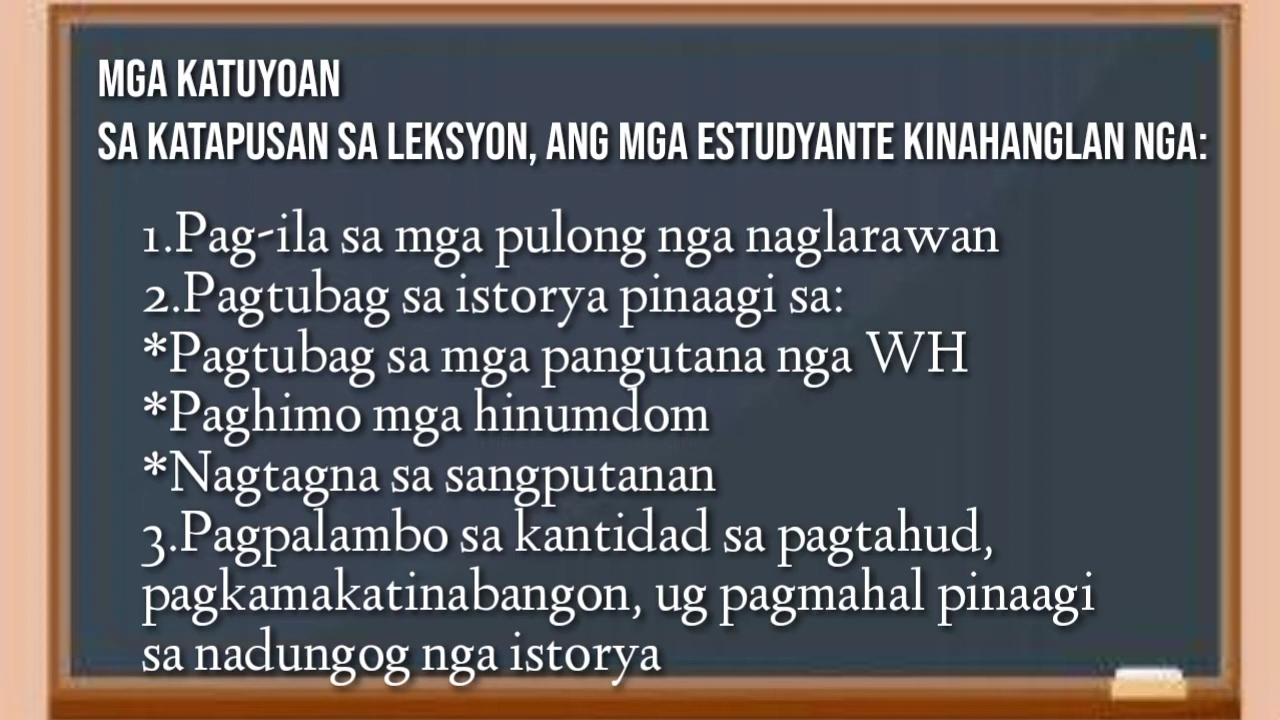 MGA KATUYOAN
SA KATAPUSAN SA LEKSYON, ANG MGA ESTUDYANTE KINAHANGLAN NGA:
1.Pag-ila sa mga pulong nga naglarawan
2.Pagtubag sa istorya pinaagi sa:
*Pagtubag sa mga pangutana nga WH
*Paghimo mga hinumdom
*Nagtagna sa sangputanan
3.Pagpalambo sa kantidad sa pagtahud,
pagkamakatinabangon, ug pagmahal pinaagi
sa nadungog nga istorya